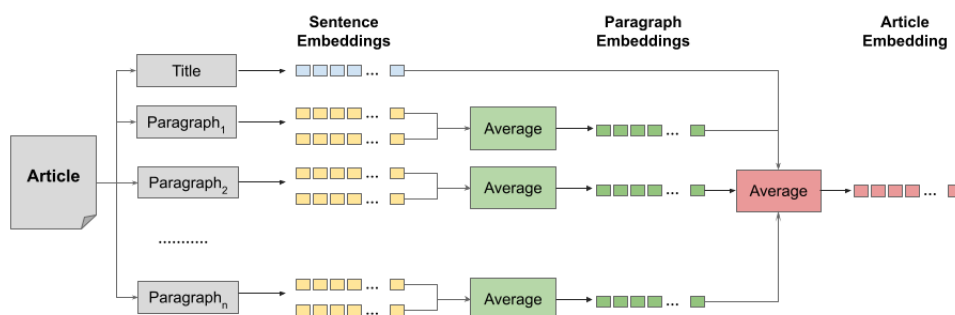 Sentence
Embeddings
Paragraph
Embeddings
Article
Embedding
Title
...
...
Paragraph₁
...
...
Average
...
Article
Paragraph₂
...
...
Average
...
Average
...
...........
Paragraphₙ
...
...
Average
...